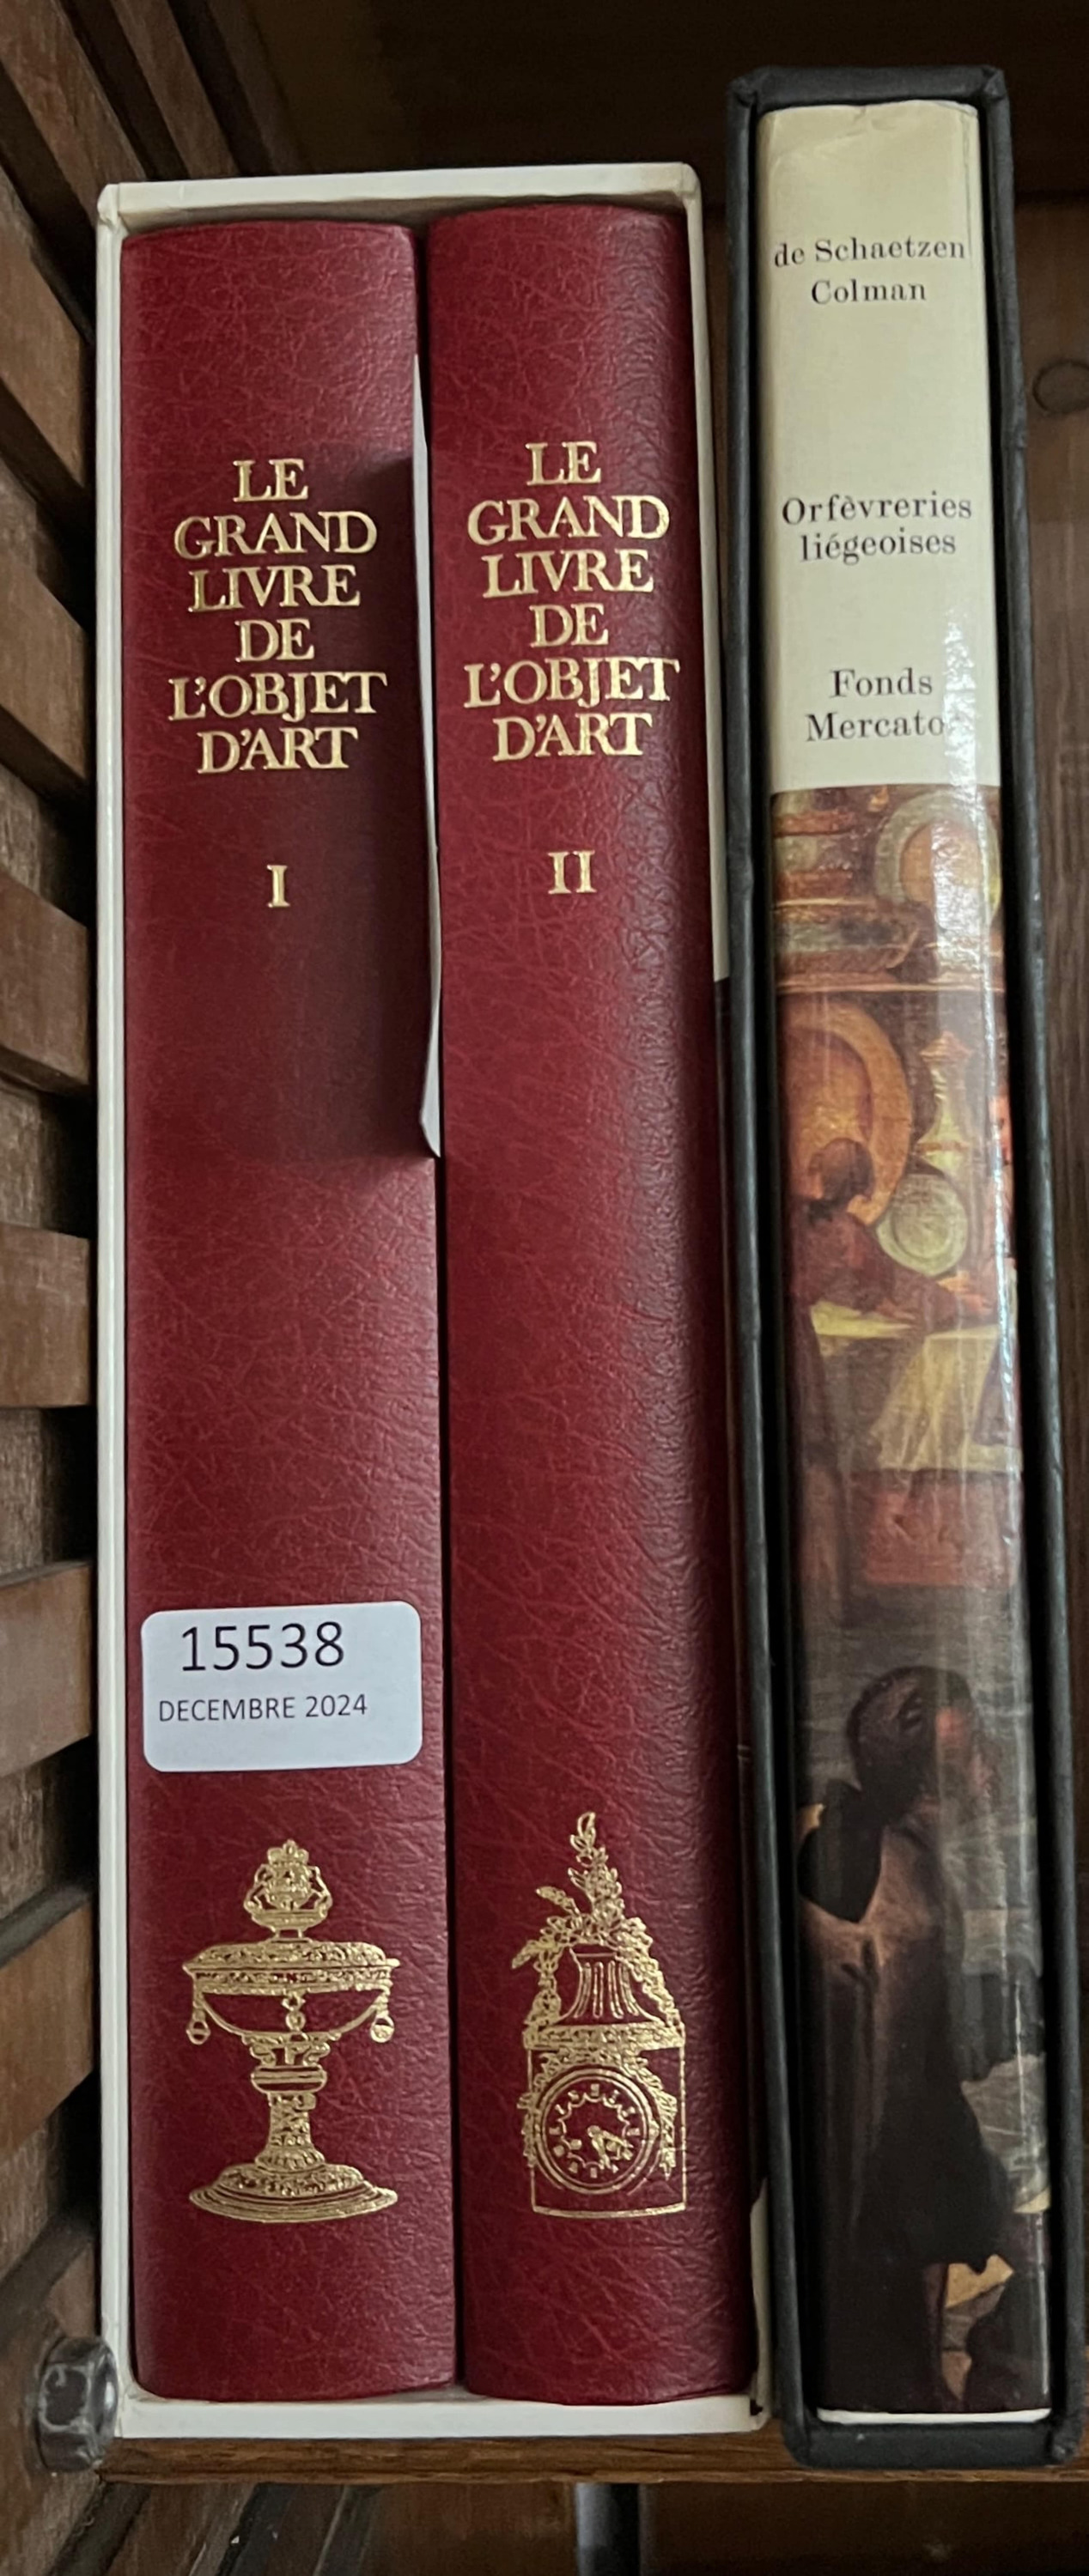 LE
GRAND
LIVRE
DE
L'OBJET
D'ART
I
15538
DECEMBRE 2024
LE
GRAND
LIVRE
DE
L'OBJET
D'ART
II
de Schaetzen
Colman
Orfèvreries
liégeoises
Fonds
Mercator